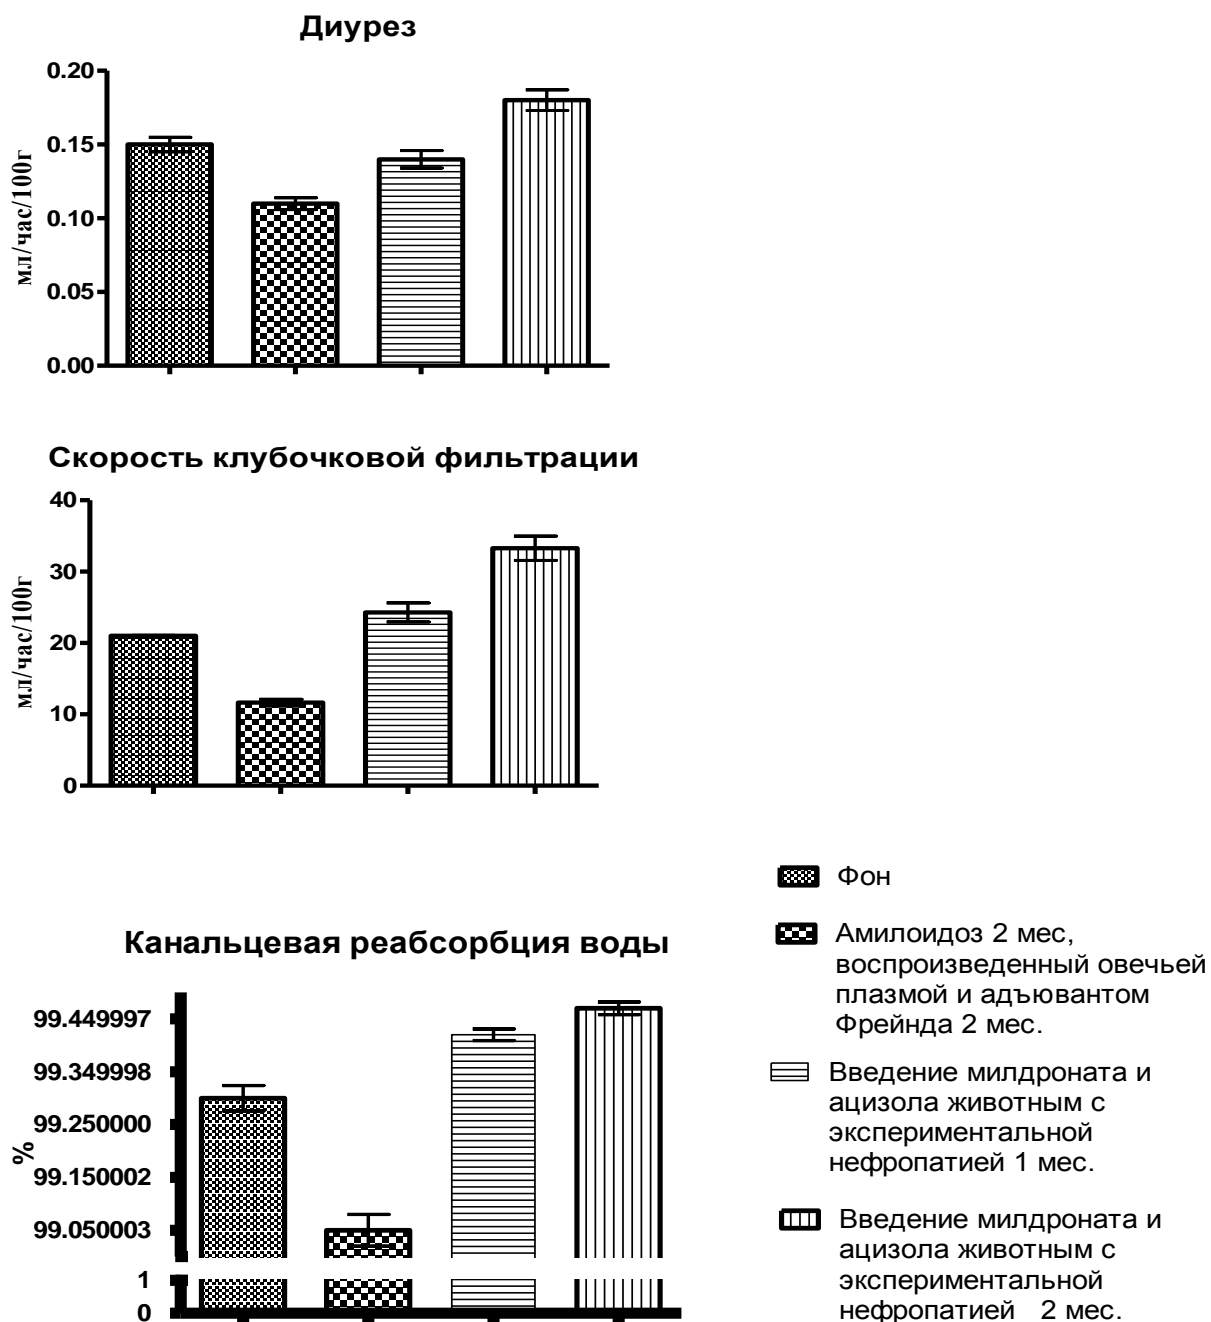 Диурез
0.20
0.15
0.10
0.05
0.00
мл/час/100г
Скорость клубочковой фильтрации
40
30
20
10
0
мл/час/100г
Канальцевая реабсорбция воды
99.449997
99.349998
99.250000
99.150002
99.050003
1
0
%
Фон
Амилоидоз 2 мес,
воспроизведенный овечьей
плазмой и адъювантом
Фрейнда 2 мес.
Введение милдроната и
ацизола животным с
экспериментальной
нефропатией 1 мес.
Введение милдроната и
ацизола животным с
экспериментальной
нефропатией 2 мес.